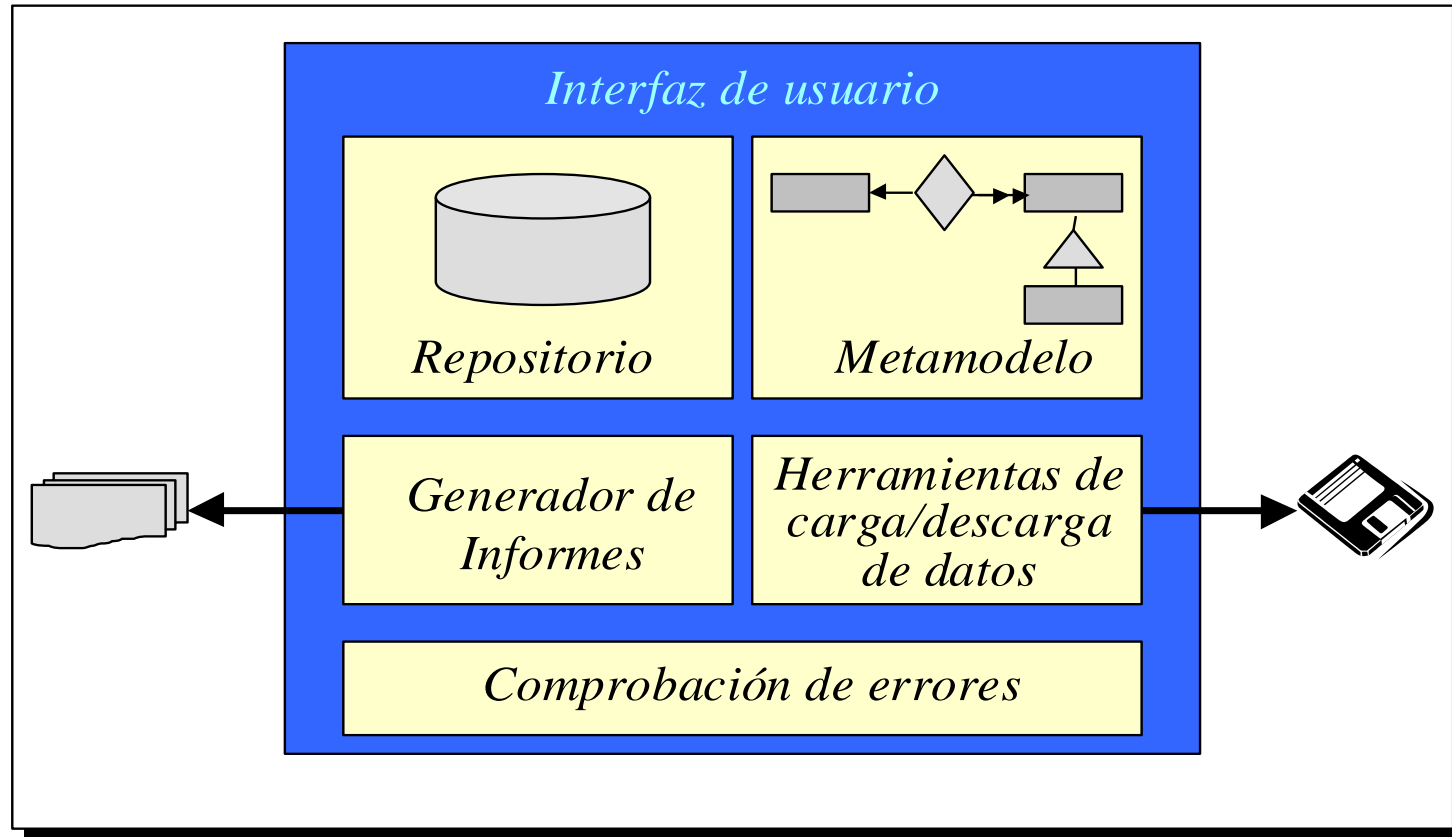 Interfaz de usuario
Repositorio
Metamodelo
Generador de
Informes
Herramientas de
carga/descarga
de datos
Comprobación de errores